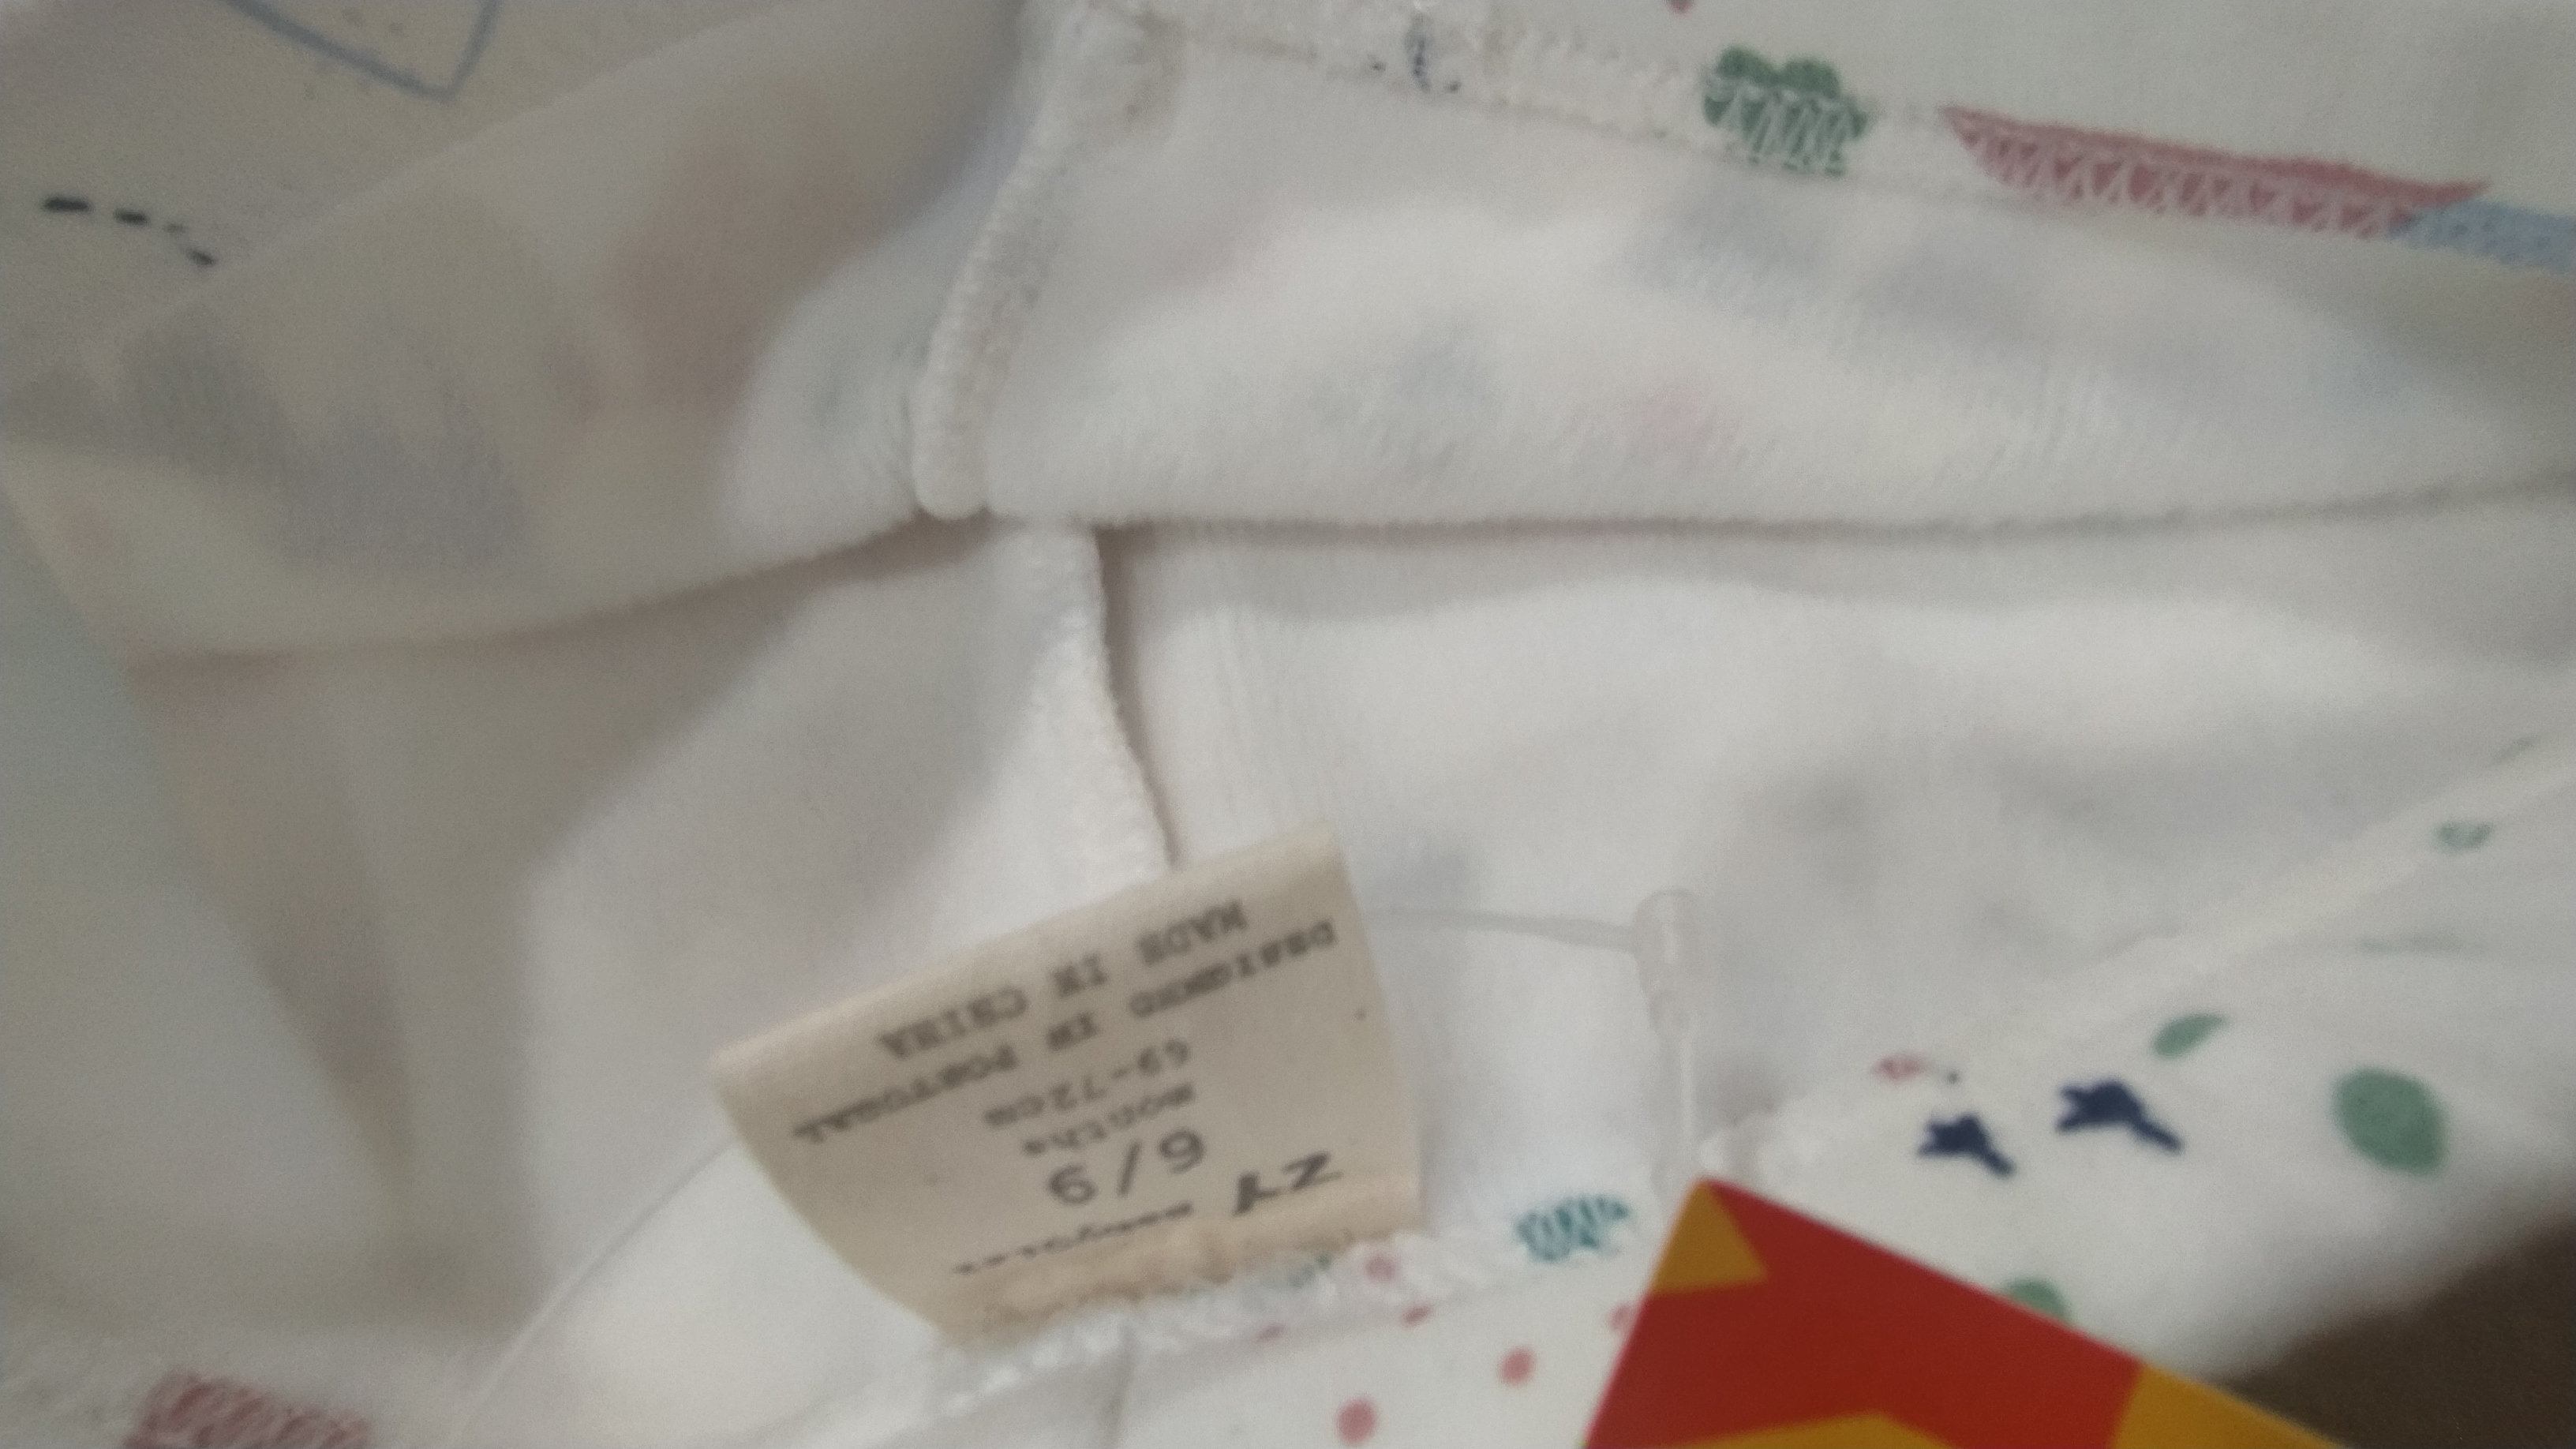 ZY
6/9
months
69-72cm
DESIGNED IN PORTUGAL
MADE IN CHINA